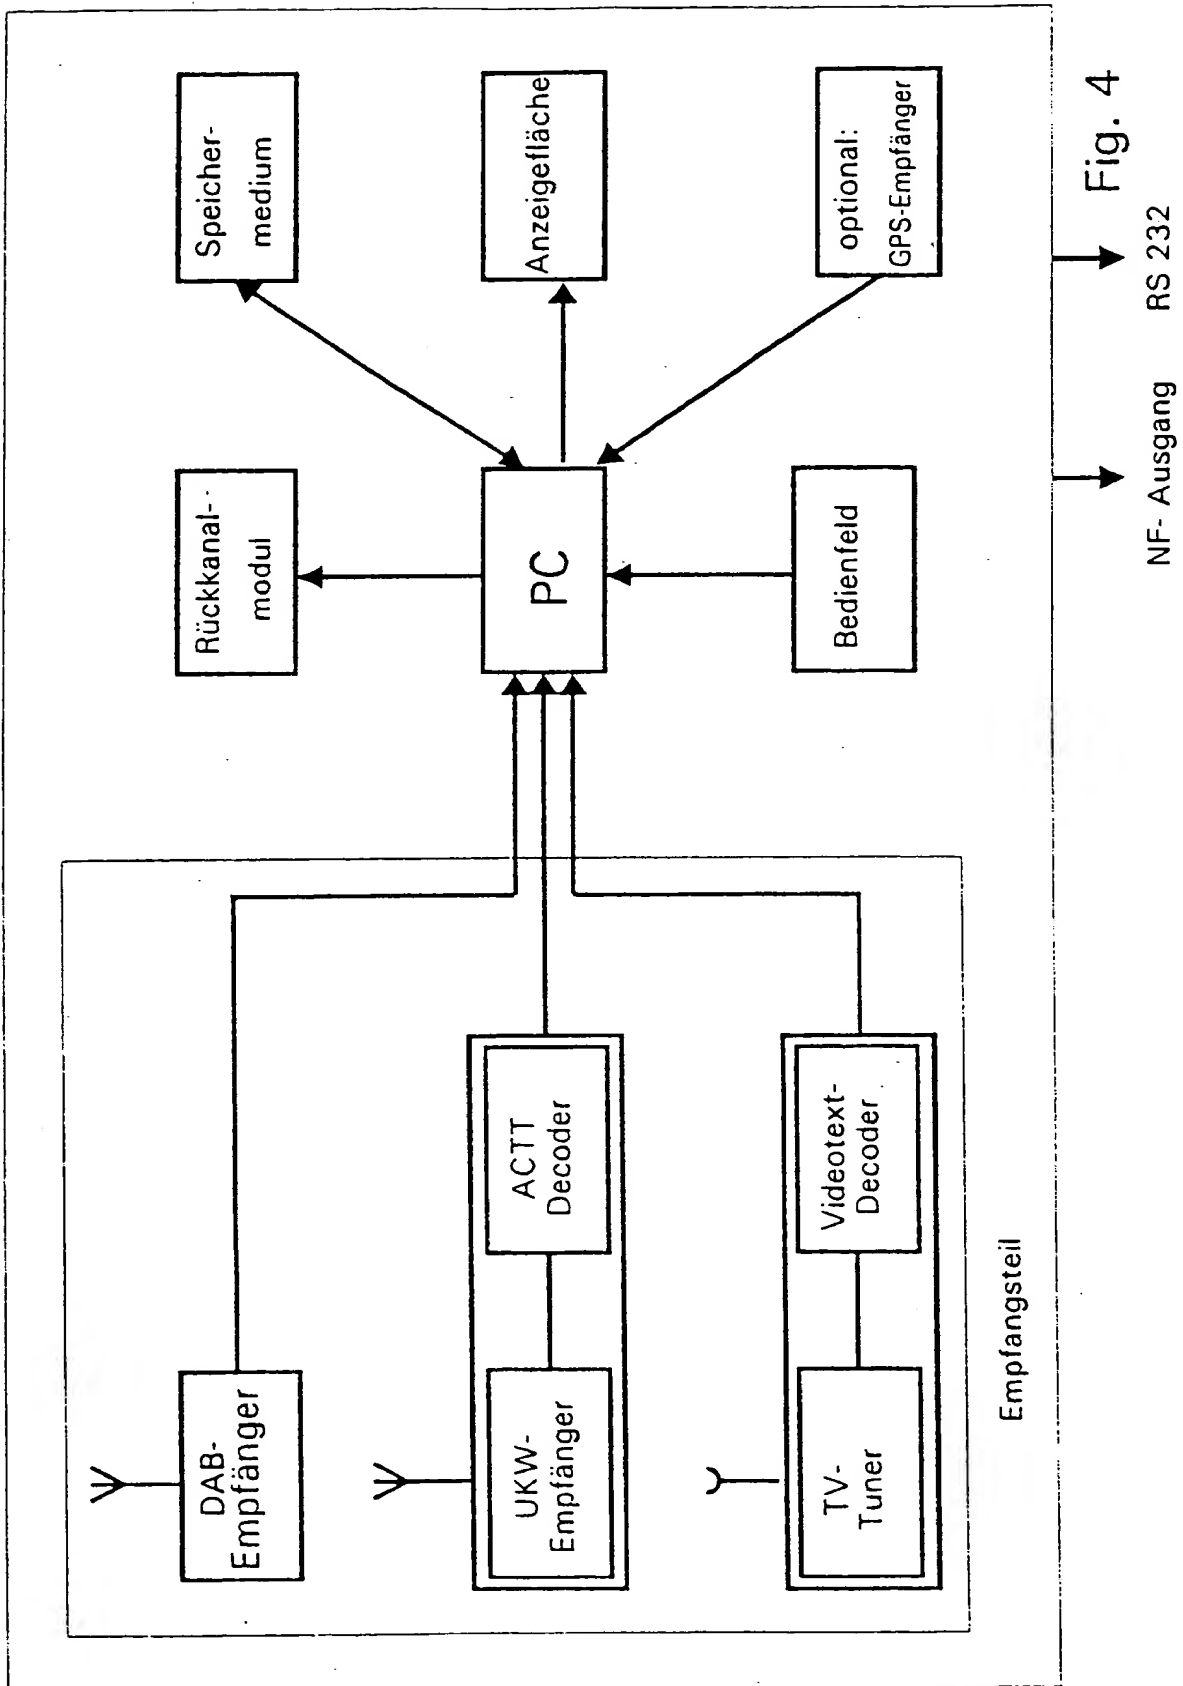 DAB-
Empfänger
UKW-
Empfänger
ACTT
Decoder
TV-
Tuner
Videotext-
Decoder
Empfangsteil
Rückkanal-
modul
PC
Bedienfeld
Speicher-
medium
Anzeigefläche
optional:
GPS-Empfänger
NF- Ausgang
RS 232
Fig. 4